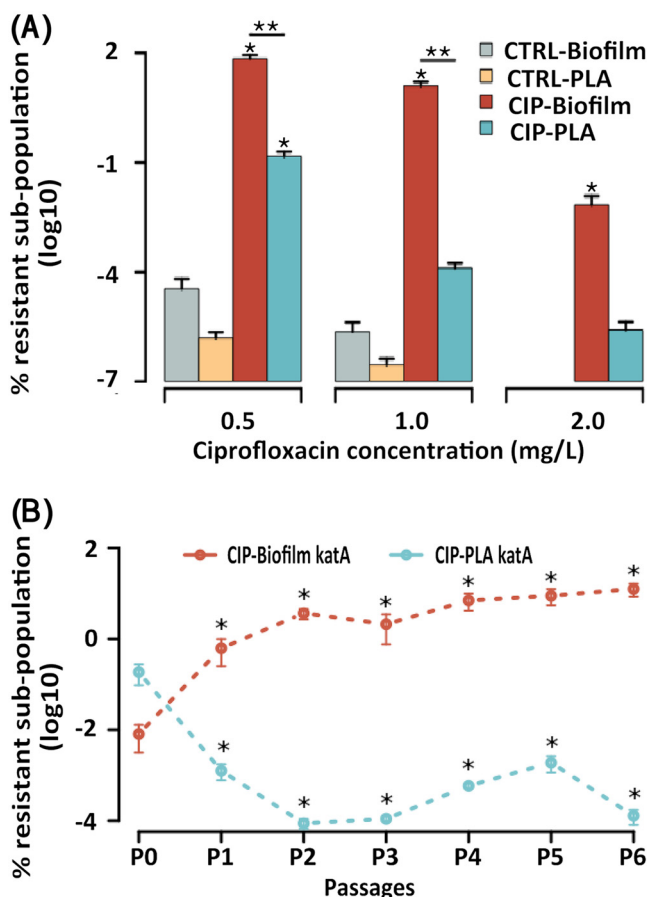 (A)
% resistant sub-population
(log10)
2
-1
-4
-7
**
*
*
**
*
*
CTRL-Biofilm
CTRL-PLA
CIP-Biofilm
CIP-PLA
0.5
1.0
2.0
Ciprofloxacin concentration (mg/L)
(B)
% resistant sub-population
(log10)
2
0
-2
-4
CIP-Biofilm katA
CIP-PLA katA
* * * * * *
* * * * * *
P0 P1 P2 P3 P4 P5 P6
Passages